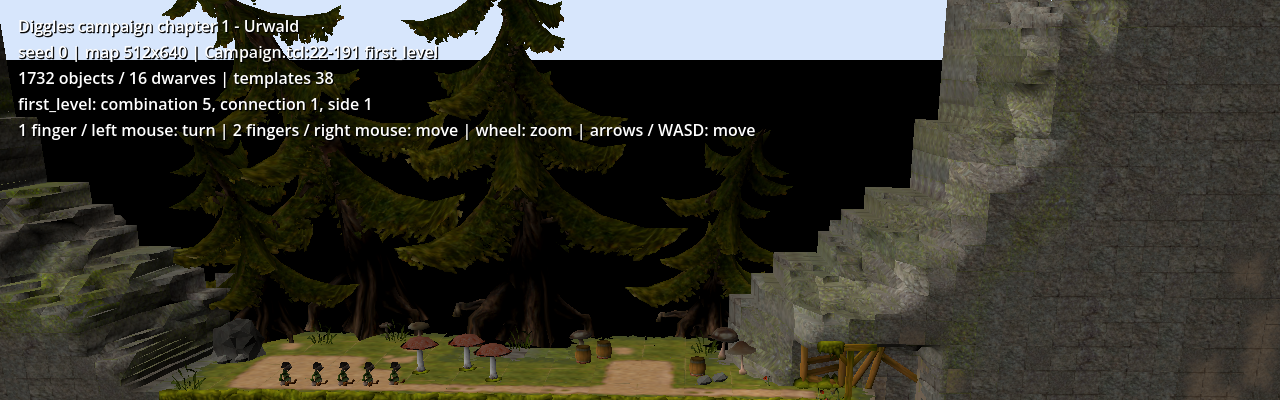 Diggles campaign chapter 1 - Urwald
seed 0 | map 512x640 | Campaign.tcl:22-191 first_level
1732 objects / 16 dwarves | templates 38
first_level: combination 5, connection 1, side 1
1 finger / left mouse: turn | 2 fingers / right mouse: move | wheel: zoom | arrows / WASD: move